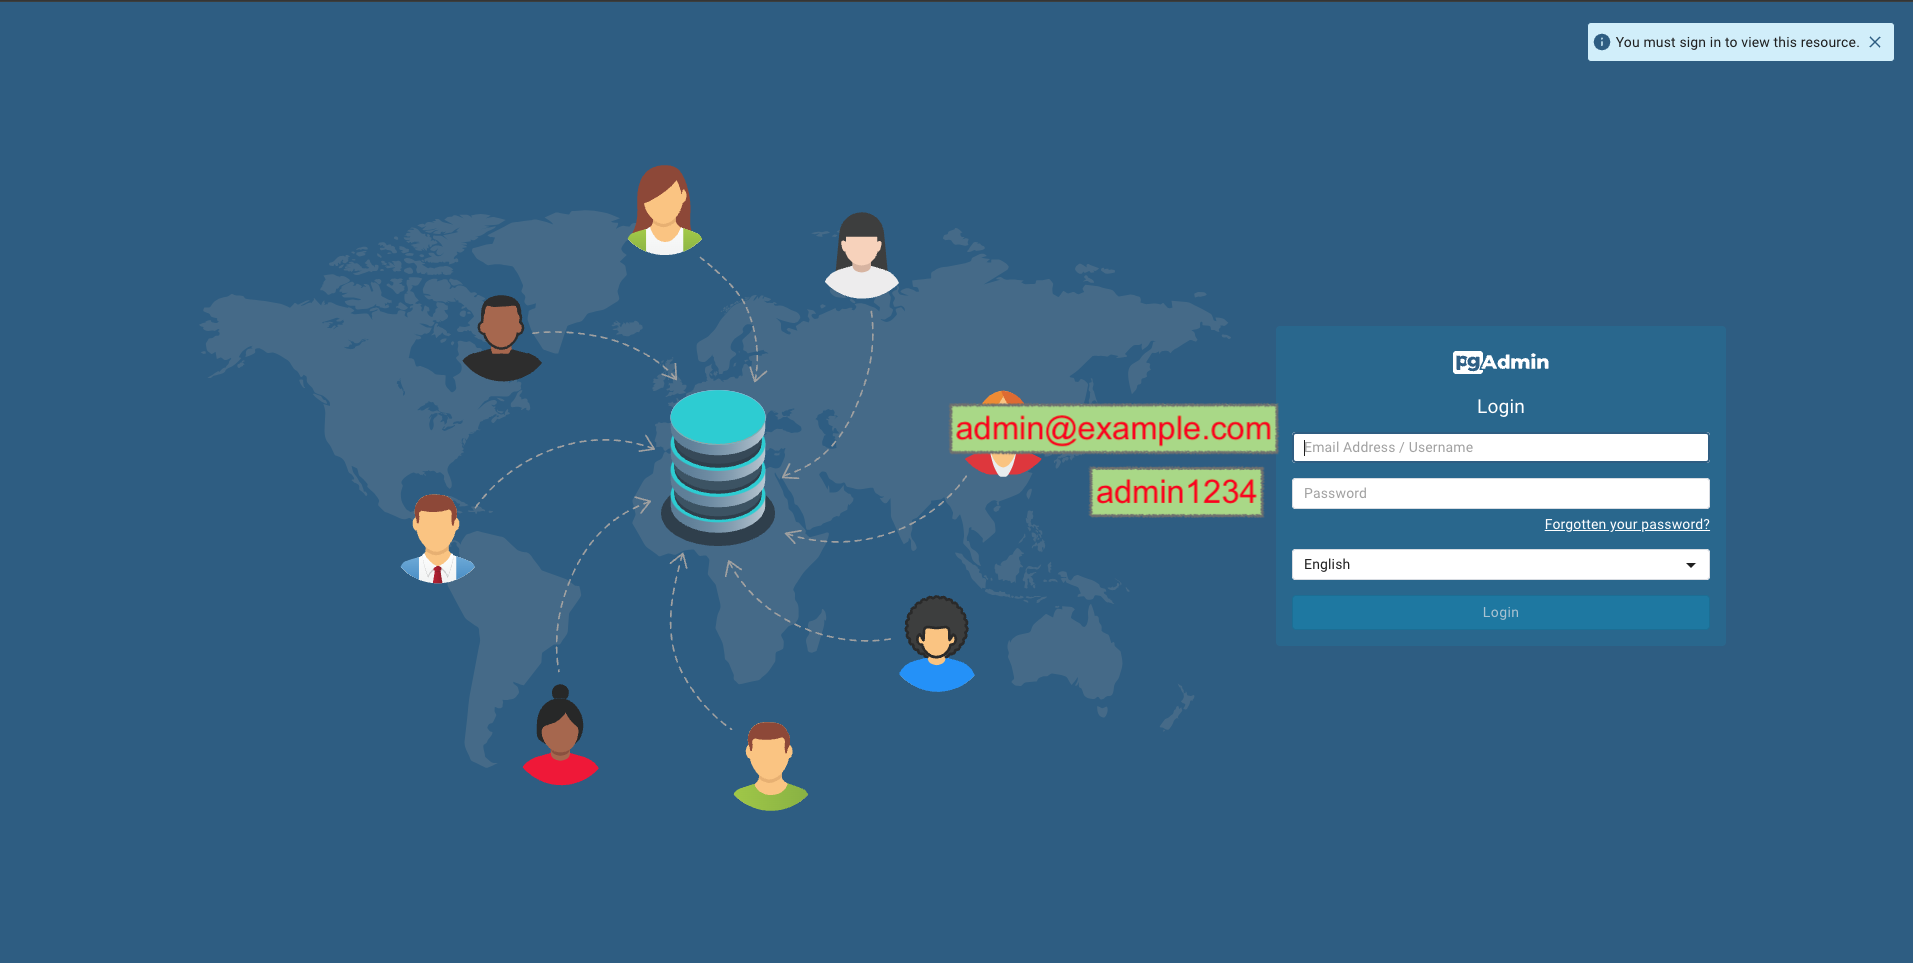 You must sign in to view this resource.
pgAdmin
Login
admin@example.com
Email Address / Username
admin1234
Password
Forgotten your password?
English
Login